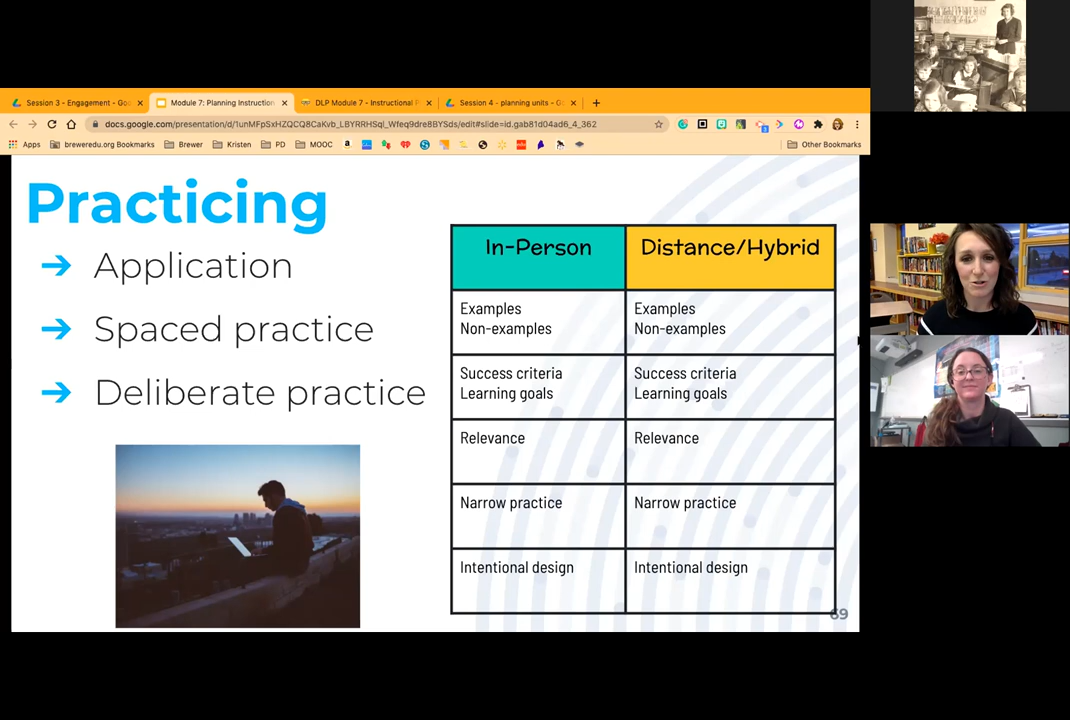 Session 3 - Engagement - Go
Module 7: Planning Instruction
DLP Module 7 - Instructional
Session 4 - planning units - G
docs.google.com/presentation/d/1unMFpSxHZQCQ8CaKvb_LBYRRHSql_Wfeq9dre8BYSds/edit#slide=id.gab81d04ad6_4_362
Apps
breweredu.org Bookmarks
Brewer
Kristen
PD
MOOC
Other Bookmarks
Practicing
➔ Application
➔ Spaced practice
➔ Deliberate practice
In-Person
Distance/Hybrid
Examples
Non-examples
Examples
Non-examples
Success criteria
Learning goals
Success criteria
Learning goals
Relevance
Relevance
Narrow practice
Narrow practice
Intentional design
Intentional design
69